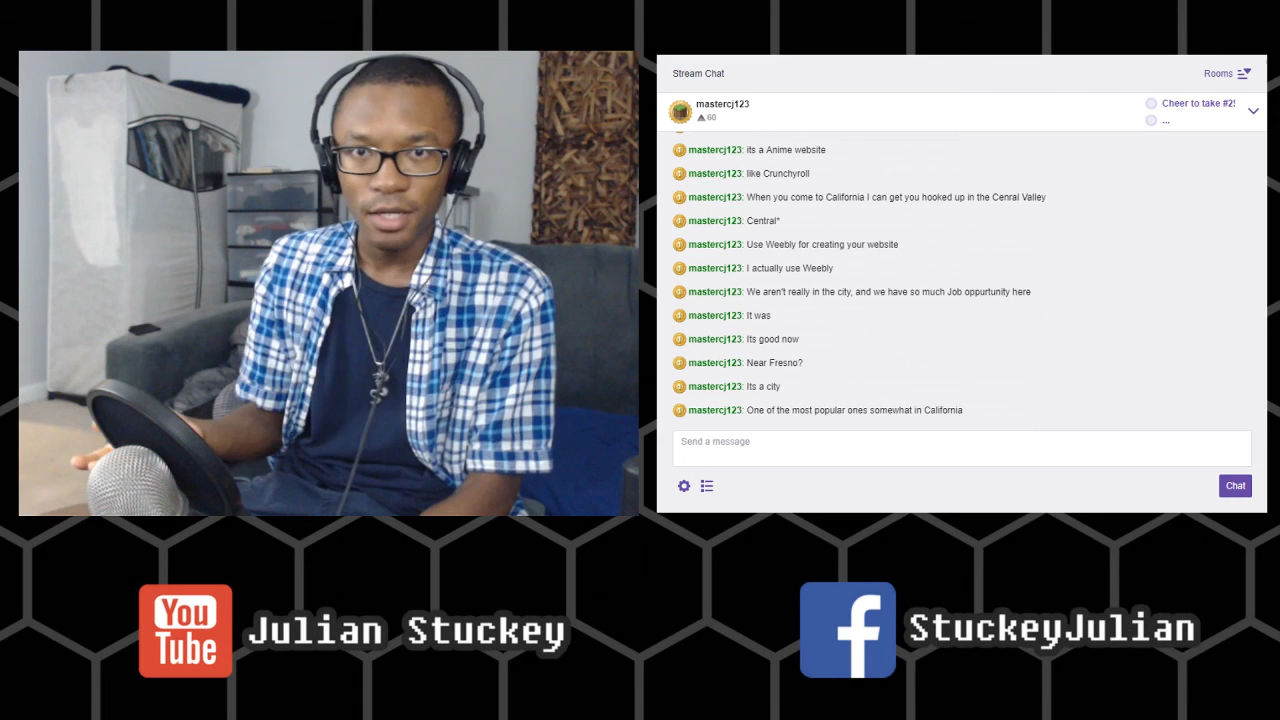 Stream Chat
Rooms
mastercj123
60
Cheer to take #2!
...
mastercj123: its a Anime website
mastercj123: like Crunchyroll
mastercj123: When you come to California I can get you hooked up in the Cenral Valley
mastercj123: Central*
mastercj123: Use Weebly for creating your website
mastercj123: I actually use Weebly
mastercj123: We aren't really in the city, and we have so much Job oppurtunity here
mastercj123: It was
mastercj123: Its good now
mastercj123: Near Fresno?
mastercj123: Its a city
mastercj123: One of the most popular ones somewhat in California
Send a message
Chat
You
Tube
Julian Stuckey
f
StuckeyJulian